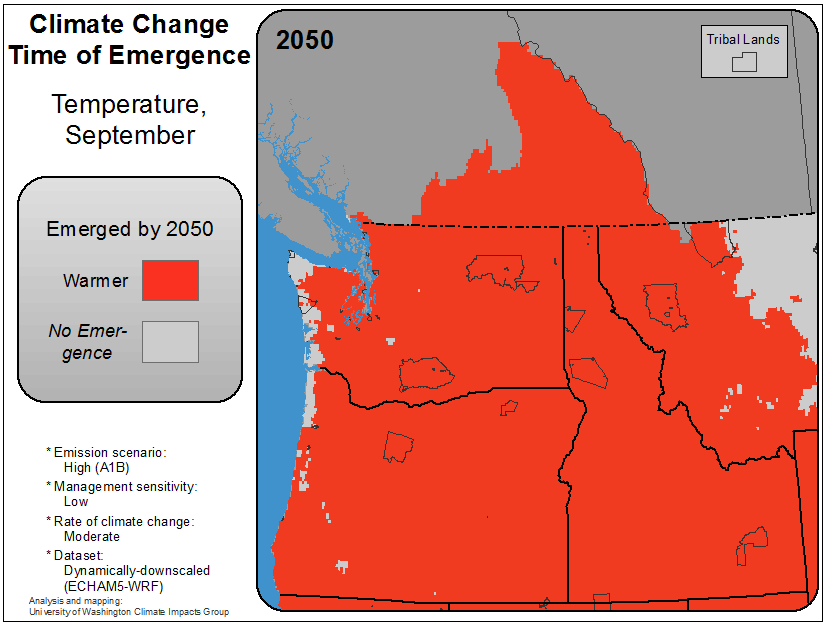 Climate Change
Time of Emergence
Temperature,
September
Emerged by 2050
Warmer
No Emer-
gence
* Emission scenario:
High (A1B)
* Management sensitivity:
Low
* Rate of climate change:
Moderate
* Dataset:
Dynamically-downscaled
(ECHAM5-WRF)
Analysis and mapping:
University of Washington Climate Impacts Group
2050
Tribal Lands